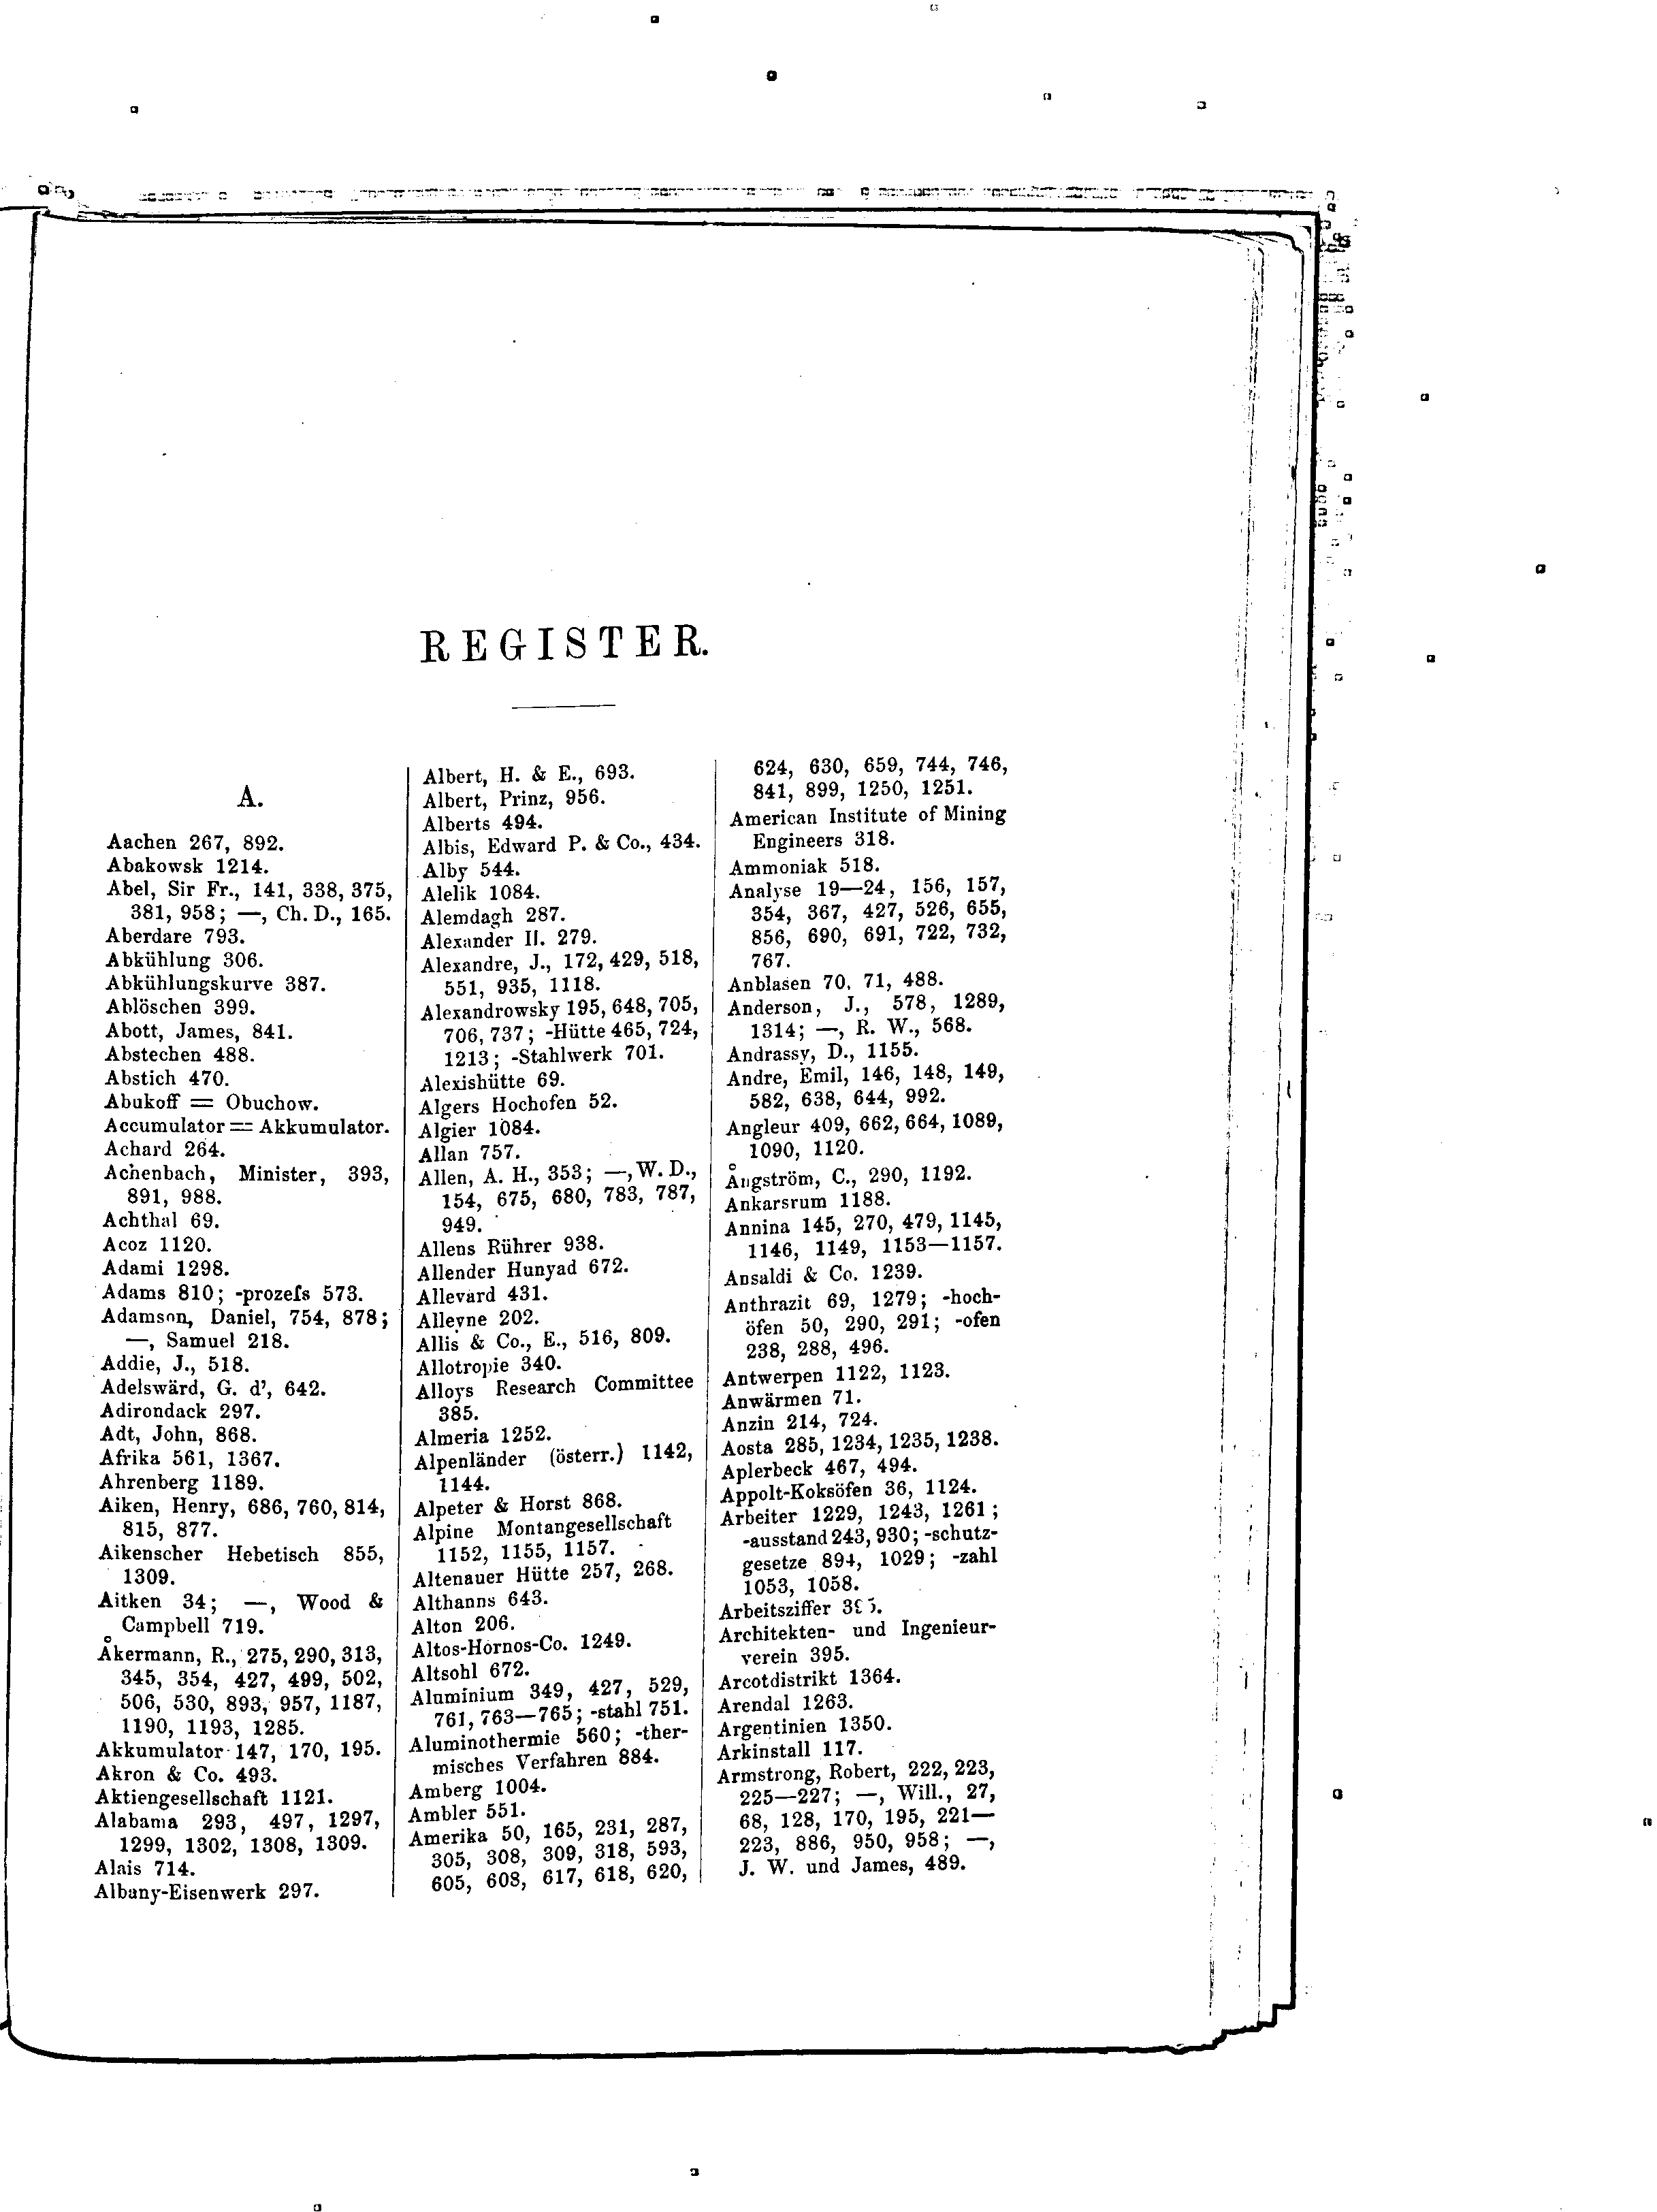 REGISTER.
A.
Aachen 267, 892.
Abakowsk 1214.
Abel, Sir Fr., 141, 338, 375,
381, 958; —, Ch. D., 165.
Aberdare 793.
Abkühlung 306.
Abkühlungskurve 387.
Ablöschen 399.
Abott, James, 841.
Abstechen 488.
Abstich 470.
Abukoff = Obuchow.
Accumulator = Akkumulator.
Achard 264.
Achenbach, Minister, 393,
891, 988.
Achthal 69.
Acoz 1120.
Adami 1298.
Adams 810; -prozeſs 573.
Adamson, Daniel, 754, 878;
—, Samuel 218.
Addie, J., 518.
Adelswärd, G. d', 642.
Adirondack 297.
Adt, John, 868.
Afrika 561, 1367.
Ahrenberg 1189.
Aiken, Henry, 686, 760, 814,
815, 877.
Aikenscher Hebetisch 855,
1309.
Aitken 34; —, Wood &
Campbell 719.
Åkermann, R., 275, 290, 313,
345, 354, 427, 499, 502,
506, 530, 893, 957, 1187,
1190, 1193, 1285.
Akkumulator 147, 170, 195.
Akron & Co. 493.
Aktiengesellschaft 1121.
Alabama 293, 497, 1297,
1299, 1302, 1308, 1309.
Alais 714.
Albany-Eisenwerk 297.
Albert, H. & E., 693.
Albert, Prinz, 956.
Alberts 494.
Albis, Edward P. & Co., 434.
Alby 544.
Alelik 1084.
Alemdagh 287.
Alexander II. 279.
Alexandre, J., 172, 429, 518,
551, 935, 1118.
Alexandrowsky 195, 648, 705,
706, 737; -Hütte 465, 724,
1213; -Stahlwerk 701.
Alexishütte 69.
Algers Hochofen 52.
Algier 1084.
Allan 757.
Allen, A. H., 353; —, W. D.,
154, 675, 680, 783, 787,
949.
Allens Rührer 938.
Allender Hunyad 672.
Allevard 431.
Alleyne 202.
Allis & Co., E., 516, 809.
Allotropie 340.
Alloys Research Committee
385.
Almeria 1252.
Alpenländer (österr.) 1142,
1144.
Alpeter & Horst 868.
Alpine Montangesellschaft
1152, 1155, 1157.
Altenauer Hütte 257, 268.
Althanns 643.
Alton 206.
Altos-Hornos-Co. 1249.
Altsohl 672.
Aluminium 349, 427, 529,
761, 763—765; -stahl 751.
Aluminothermie 560; -ther-
misches Verfahren 884.
Amberg 1004.
Ambler 551.
Amerika 50, 165, 231, 287,
305, 308, 309, 318, 593,
605, 608, 617, 618, 620,
624, 630, 659, 744, 746,
841, 899, 1250, 1251.
American Institute of Mining
Engineers 318.
Ammoniak 518.
Analyse 19—24, 156, 157,
354, 367, 427, 526, 655,
856, 690, 691, 722, 732,
767.
Anblasen 70, 71, 488.
Anderson, J., 578, 1289,
1314; —, R. W., 568.
Andrassy, D., 1155.
Andre, Emil, 146, 148, 149,
582, 638, 644, 992.
Angleur 409, 662, 664, 1089,
1090, 1120.
Ångström, C., 290, 1192.
Ankarsrum 1188.
Annina 145, 270, 479, 1145,
1146, 1149, 1153—1157.
Ansaldi & Co. 1239.
Anthrazit 69, 1279; -hoch-
öfen 50, 290, 291; -ofen
238, 288, 496.
Antwerpen 1122, 1123.
Anwärmen 71.
Anzin 214, 724.
Aosta 285, 1234, 1235, 1238.
Aplerbeck 467, 494.
Appolt-Koksöfen 36, 1124.
Arbeiter 1229, 1243, 1261;
-ausstand 243, 930; -schutz-
gesetze 894, 1029; -zahl
1053, 1058.
Arbeitsziffer
Architekten- und Ingenieur-
verein 395.
Arcotdistrikt 1364.
Arendal 1263.
Argentinien 1350.
Arkinstall 117.
Armstrong, Robert, 222, 223,
225—227; —, Will., 27,
68, 128, 170, 195, 221—
223, 886, 950, 958; —,
J. W. und James, 489.